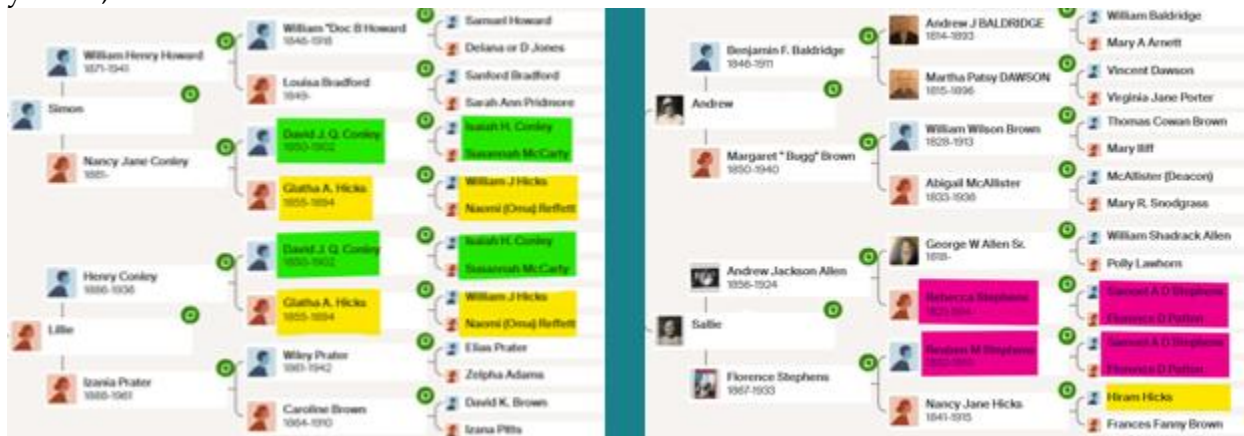 William Henry Howard
1871-1941
Simon
Nancy Jane Conley
1881-
William "Doc B Howard
1846-1918
Louisa Bradford
1849-
David J. Q. Conley
1850-1902
Glatha A. Hicks
1855-1894
Samuel Howard
Delana or D Jones
Sanford Bradford
Sarah Ann Pridmore
Isaiah H. Conley
Susannah McCarty
William J Hicks
Naomi (Oma) Reffett
Henry Conley
1886-1936
Lillie
Izania Prater
1888-1961
David J. Q. Conley
1850-1902
Glatha A. Hicks
1855-1894
Wiley Prater
1861-1942
Caroline Brown
1864-1910
Isaiah H. Conley
Susannah McCarty
William J Hicks
Naomi (Oma) Reffett
Elias Prater
Zelpha Adams
David K. Brown
Izana Pitts
Benjamin F. Baldridge
1846-1911
Andrew
Margaret "Bugg" Brown
1850-1940
Andrew J BALDRIDGE
1814-1893
Martha Patsy DAWSON
1815-1896
William Wilson Brown
1828-1913
Abigail McAllister
1833-1936
William Baldridge
Mary A Arnett
Vincent Dawson
Virginia Jane Porter
Thomas Cowan Brown
Mary Iliff
McAllister (Deacon)
Mary R. Snodgrass
Andrew Jackson Allen
1856-1924
Sallie
Florence Stephens
1867-1933
George W Allen Sr.
1818-
Rebecca Stephens
Reuben M Stephens
Nancy Jane Hicks
1841-1915
William Shadrack Allen
Polly Lawhorn
Samuel A D Stephens
Florence D Patton
Samuel A D Stephens
Florence D Patton
Hiram Hicks
Frances Fanny Brown